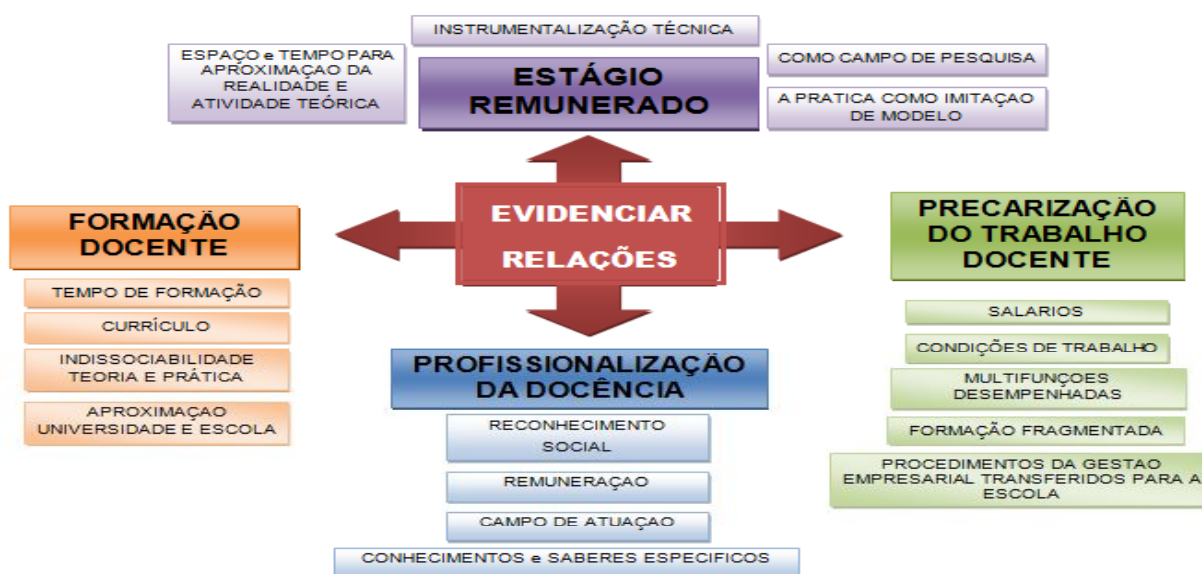 INSTRUMENTALIZAÇÃO TÉCNICA
ESPAÇO e TEMPO PARA
APROXIMAÇAO DA
REALIDADE E
ATIVIDADE TEÓRICA
ESTÁGIO
REMUNERADO
COMO CAMPO DE PESQUISA
A PRATICA COMO IMITAÇAO
DE MODELO
EVIDENCIAR
RELAÇÕES
FORMAÇÃO
DOCENTE
TEMPO DE FORMAÇÃO
CURRÍCULO
INDISSOCIABILIDADE
TEORIA E PRÁTICA
APROXIMAÇAO
UNIVERSIDADE E ESCOLA
PROFISSIONALIZAÇÃO
DA DOCÊNCIA
RECONHECIMENTO
SOCIAL
REMUNERAÇAO
CAMPO DE ATUAÇAO
CONHECIMENTOS e SABERES ESPECIFICOS
PRECARIZAÇÃO
DO TRABALHO
DOCENTE
SALARIOS
CONDIÇÕES DE TRABALHO
MULTIFUNÇOES
DESEMPENHADAS
FORMAÇÃO FRAGMENTADA
PROCEDIMENTOS DA GESTAO
EMPRESARIAL TRANSFERIDOS PARA A
ESCOLA